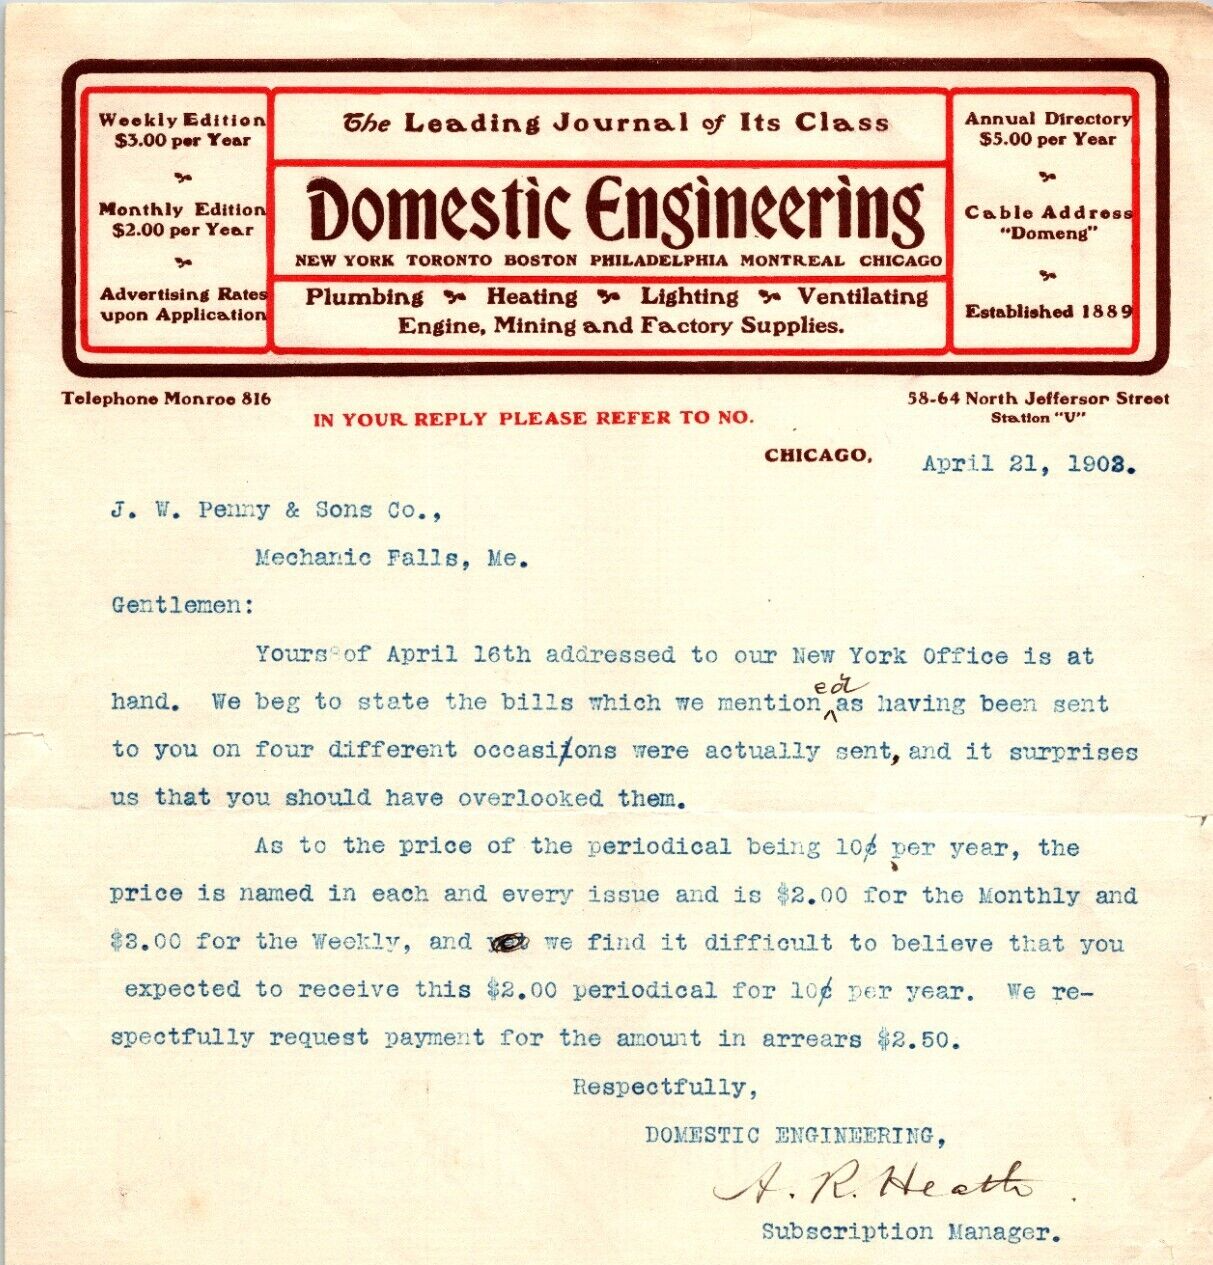 Weekly Edition
$3.00 per Year
Monthly Edition
$2.00 per Year
Advertising Rates
upon Application
The Leading Journal of Its Class
Domestic Engineering
NEW YORK TORONTO BOSTON PHILADELPHIA MONTREAL CHICAGO
Plumbing Heating Lighting Ventilating
Engine, Mining and Factory Supplies.
Annual Directory
$5.00 per Year
Cable Address
"Domeng"
Established 1889
Telephone Monroe 816
58-64 North Jefferson Street
Station "U"
IN YOUR REPLY PLEASE REFER TO NO.
CHICAGO, April 21, 1903.
J. W. Penny & Sons Co.,
Mechanic Falls, Me.
Gentlemen:
Yours of April 16th addressed to our New York Office is at
hand. We beg to state the bills which we mentioned as having been sent
to you on four different occasions were actually sent, and it surprises
us that you should have overlooked them.
As to the price of the periodical being 10¢ per year, the
price is named in each and every issue and is $2.00 for the Monthly and
$3.00 for the Weekly, and we find it difficult to believe that you
expected to receive this $2.00 periodical for 10¢ per year. We re-
spectfully request payment for the amount in arrears $2.50.
Respectfully,
DOMESTIC ENGINEERING,
A. R. Heath
Subscription Manager.